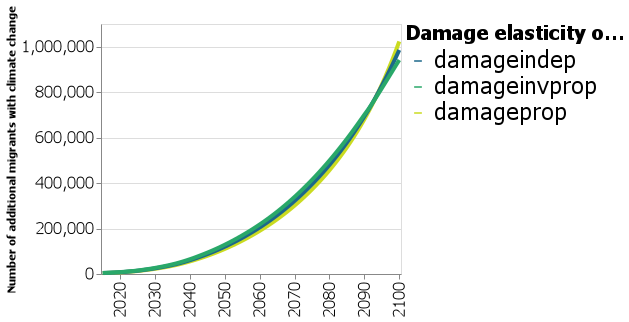 Number of additional migrants with climate change
1,000,000
800,000
600,000
400,000
200,000
0
2020 2030 2040 2050 2060 2070 2080 2090 2100
Damage elasticity o...
damageindep
damageinvprop
damageprop